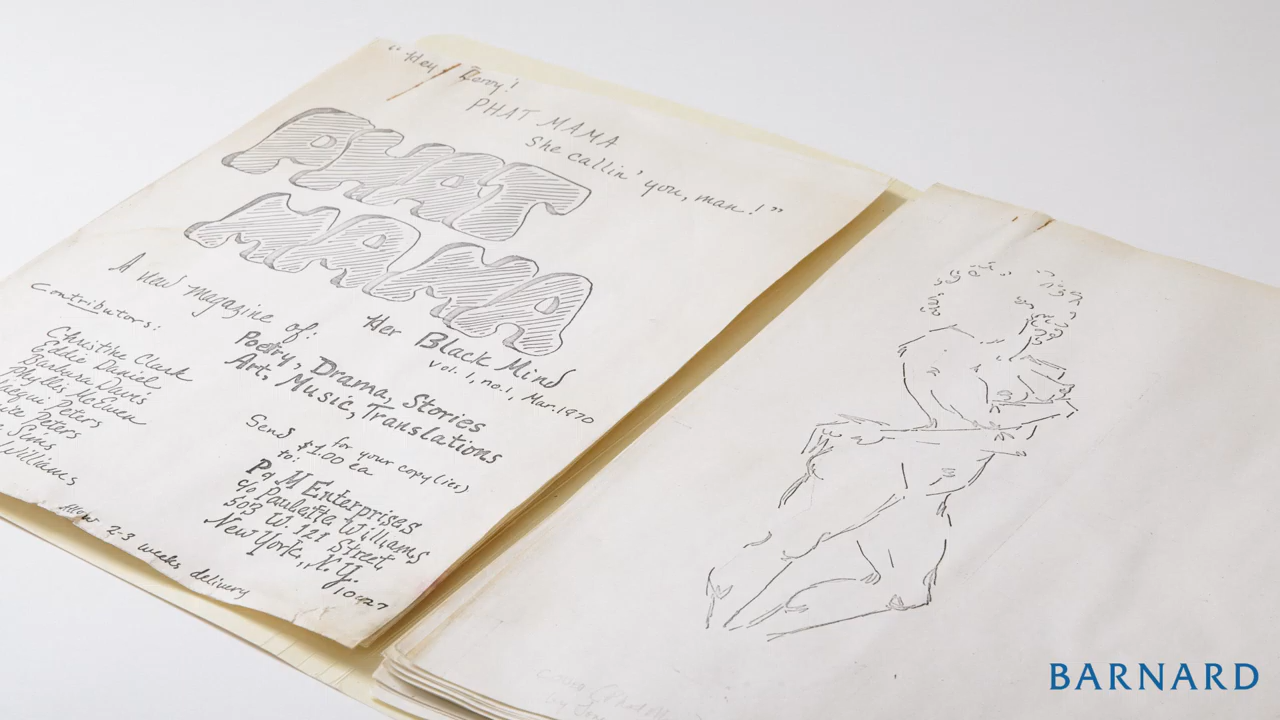 "Hey, Henry!
PHAT MAMA
She callin' you, man!"
PHAT
MAMA
A new magazine of:
Her Black Mind
Vol. 1, no. 1, Mar. 1970
Poetry, Drama, Stories
Art, Music, Translations
Contributors:
Christine Clark
Eddie Daniel
Barbara Davis
Phyllis McEwen
Peters
Peters
Sims
Williams
Send $1.00 ea
for your copy(ies)
to:
P & M Enterprises
c/o Paulette Williams
503 W. 121 Street
New York, N.Y.
10027
Allow 2-3 weeks delivery
BARNARD